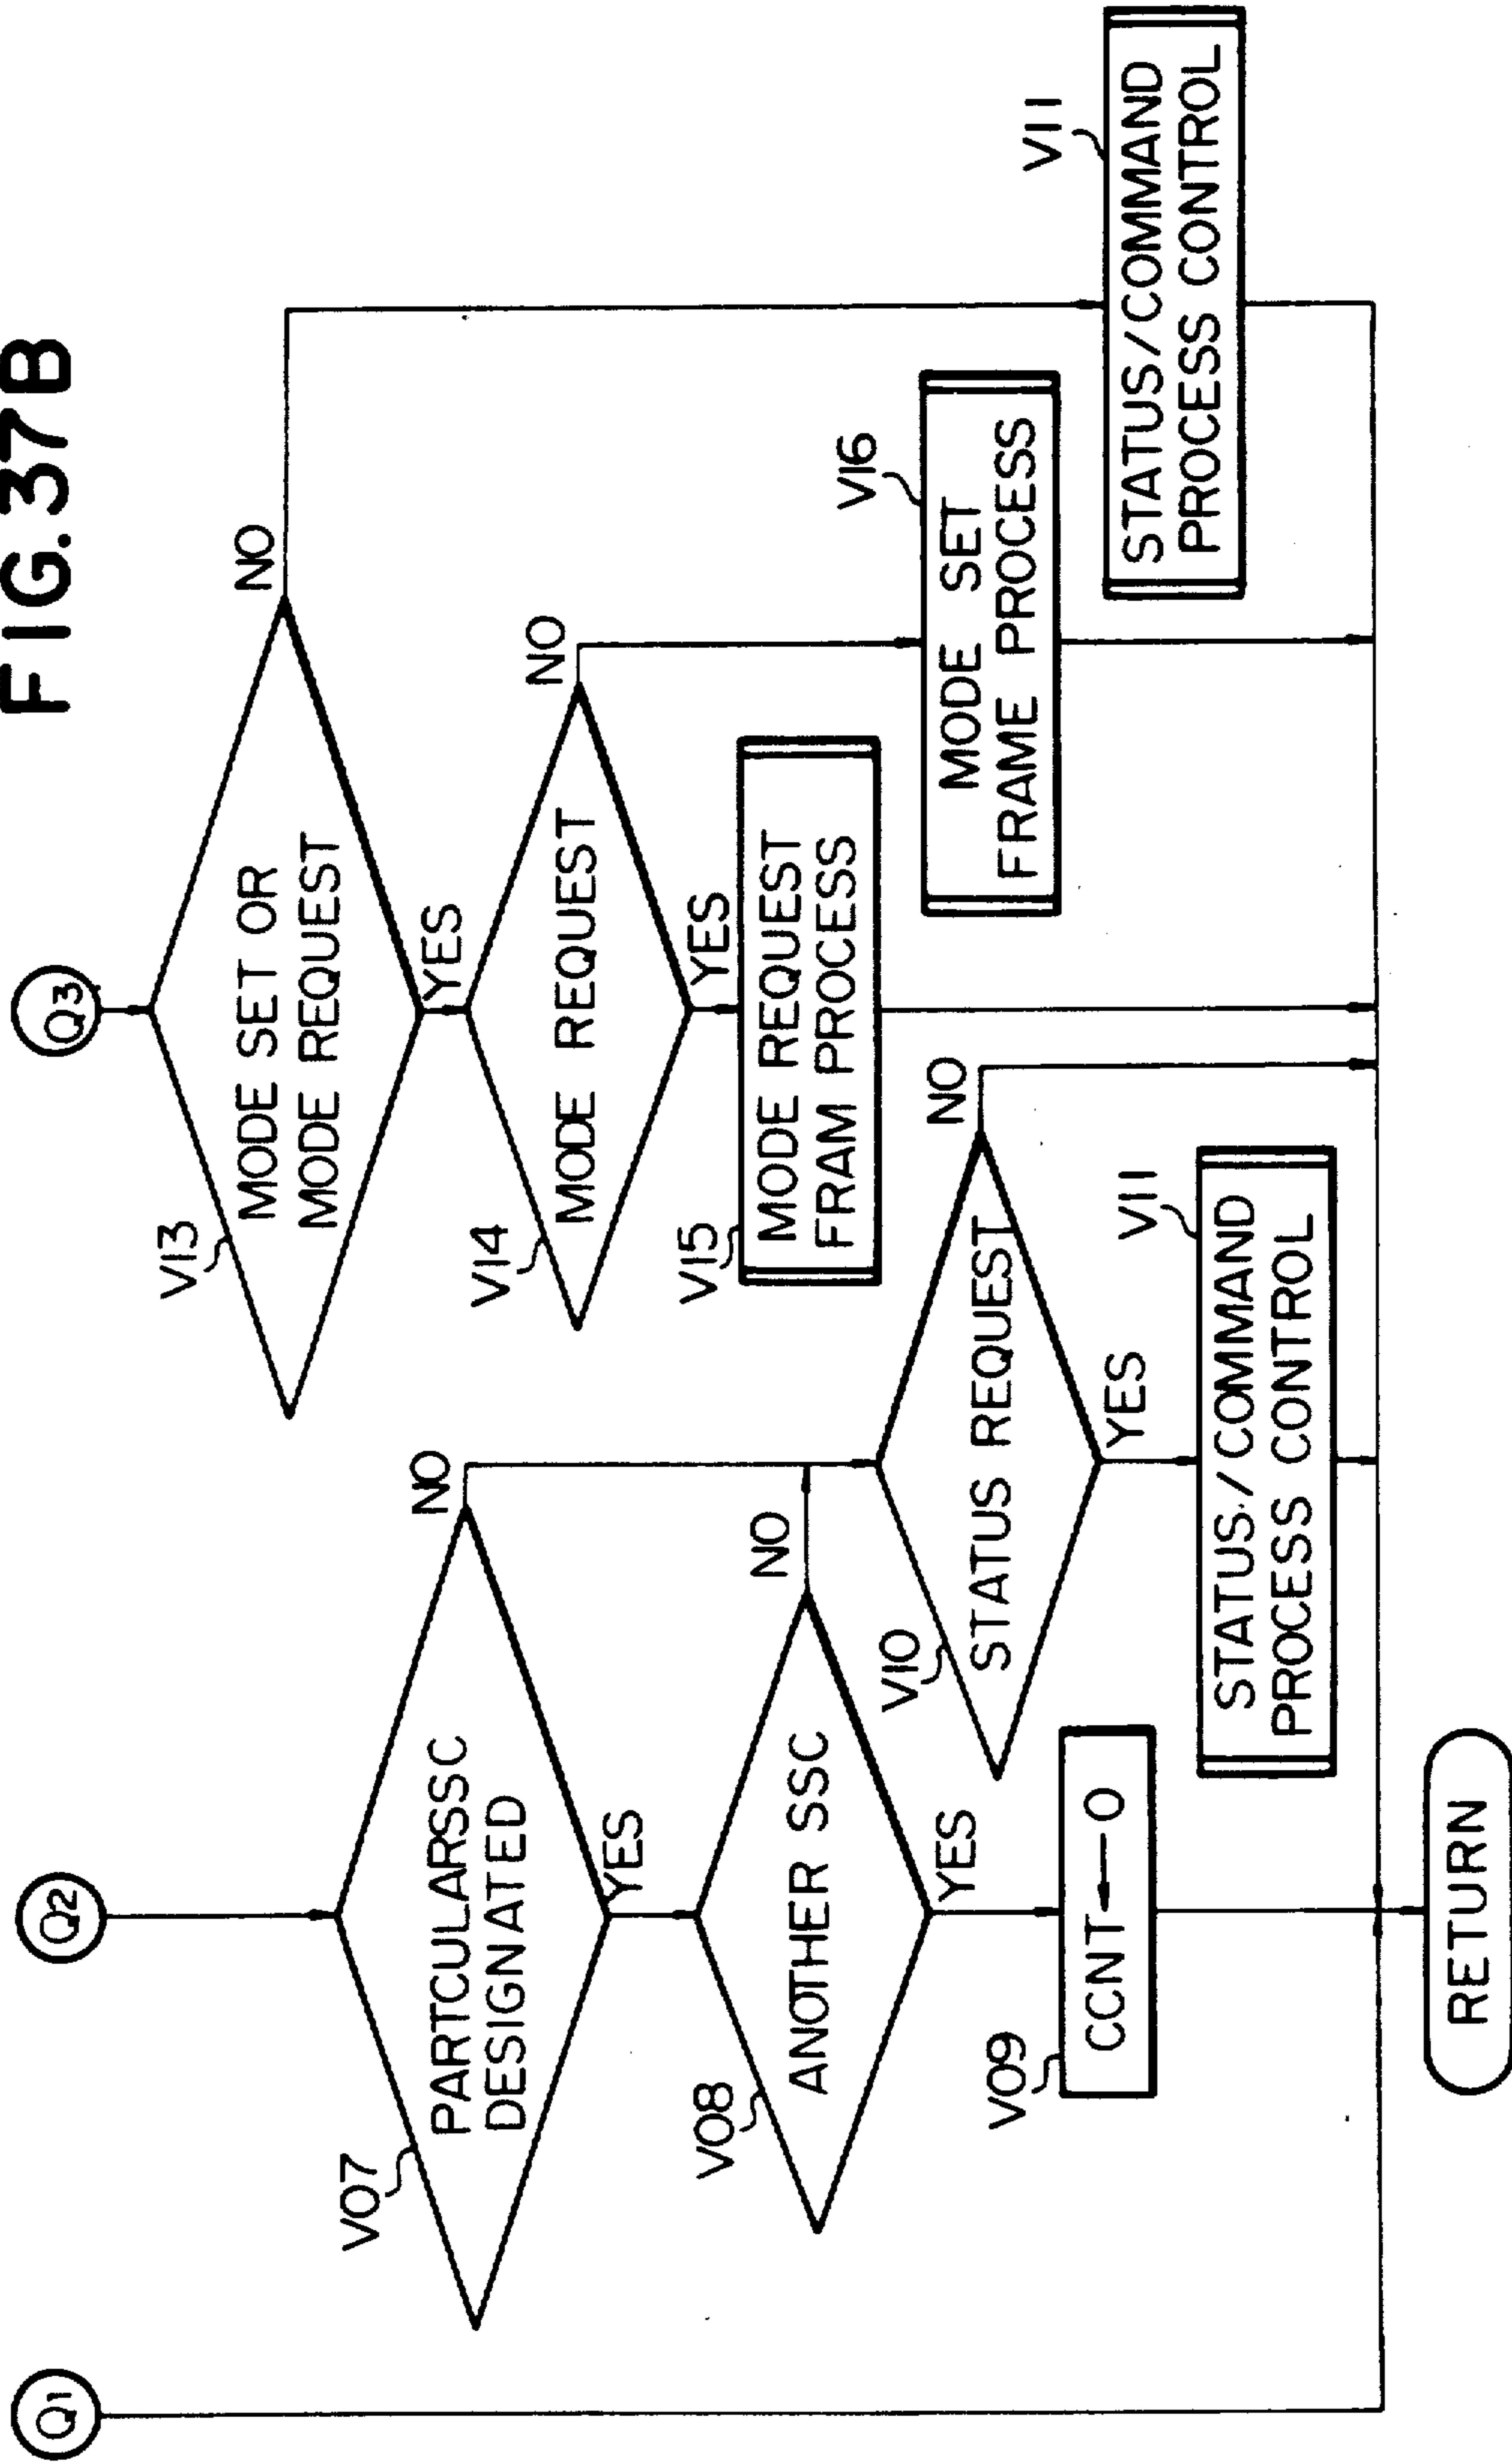 FIG. 37B
Q1
Q2
Q3
V07
PARTCULARSSC
DESIGNATED
NO
YES
V08
ANOTHER SSC
NO
YES
V09
CCNT←O
V10
STATUS REQUEST
NO
YES
V11
STATUS/COMMAND
PROCESS CONTROL
V13
MODE SET OR
MODE REQUEST
NO
YES
V14
MODE REQUEST
NO
YES
V15
MODE REQUEST
FRAM PROCESS
V16
MODE SET
FRAME PROCESS
V11
STATUS/COMMAND
PROCESS CONTROL
RETURN